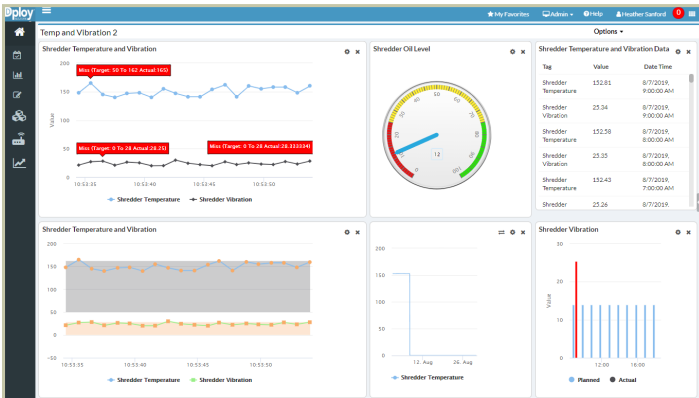 Dploy
My Favorites Admin Help Heather Sanford 0
Temp and Vibration 2 Options
Shredder Temperature and Vibration
Miss (Target: 50 To 162 Actual:165)
Miss (Target: 0 To 28 Actual:28.25)
Miss (Target: 0 To 28 Actual:28.233334)
Value
200
150
100
50
0
10:53:35 10:53:40 10:53:45 10:53:50
Shredder Temperature Shredder Vibration
Shredder Oil Level
0
10
20
30
40
50
60
70
80
90
100
12
Shredder Temperature and Vibration Data
Tag Value Date Time
Shredder Temperature 152.81 8/7/2019, 9:00:00 AM
Shredder Vibration 25.34 8/7/2019, 9:00:00 AM
Shredder Temperature 152.58 8/7/2019, 8:00:00 AM
Shredder Vibration 25.35 8/7/2019, 8:00:00 AM
Shredder Temperature 152.43 8/7/2019, 7:00:00 AM
Shredder 25.26 8/7/2019,
Shredder Temperature and Vibration
200
150
100
50
0
-50
10:53:35 10:53:40 10:53:45 10:53:50
Shredder Temperature Shredder Vibration
200
150
100
50
0
12. Aug 26. Aug
Shredder Temperature
Shredder Vibration
Value
30
20
10
0
12:00 16:00
Planned Actual